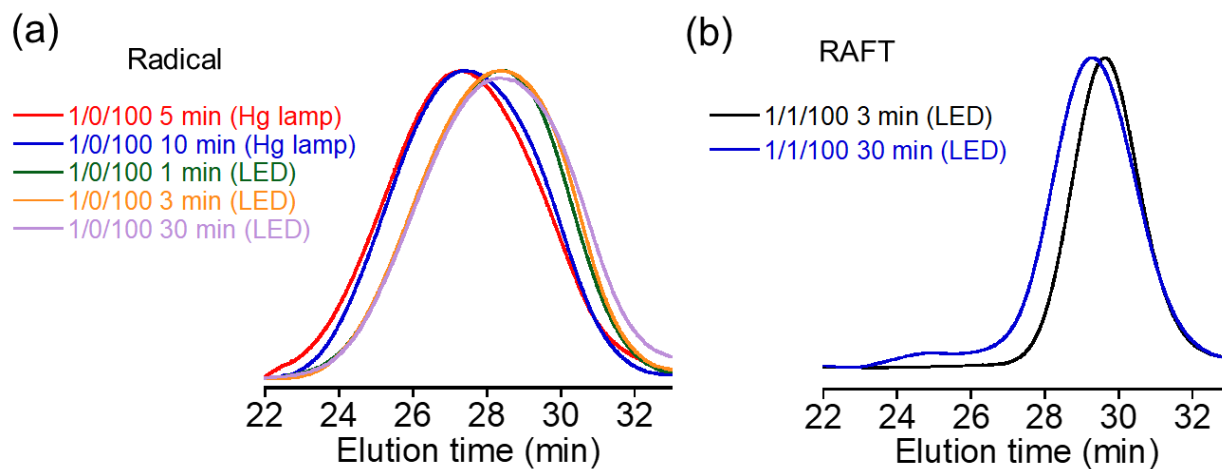 (a)
Radical
1/0/100 5 min (Hg lamp)
1/0/100 10 min (Hg lamp)
1/0/100 1 min (LED)
1/0/100 3 min (LED)
1/0/100 30 min (LED)
22 24 26 28 30 32
Elution time (min)
(b)
RAFT
1/1/100 3 min (LED)
1/1/100 30 min (LED)
22 24 26 28 30 32
Elution time (min)